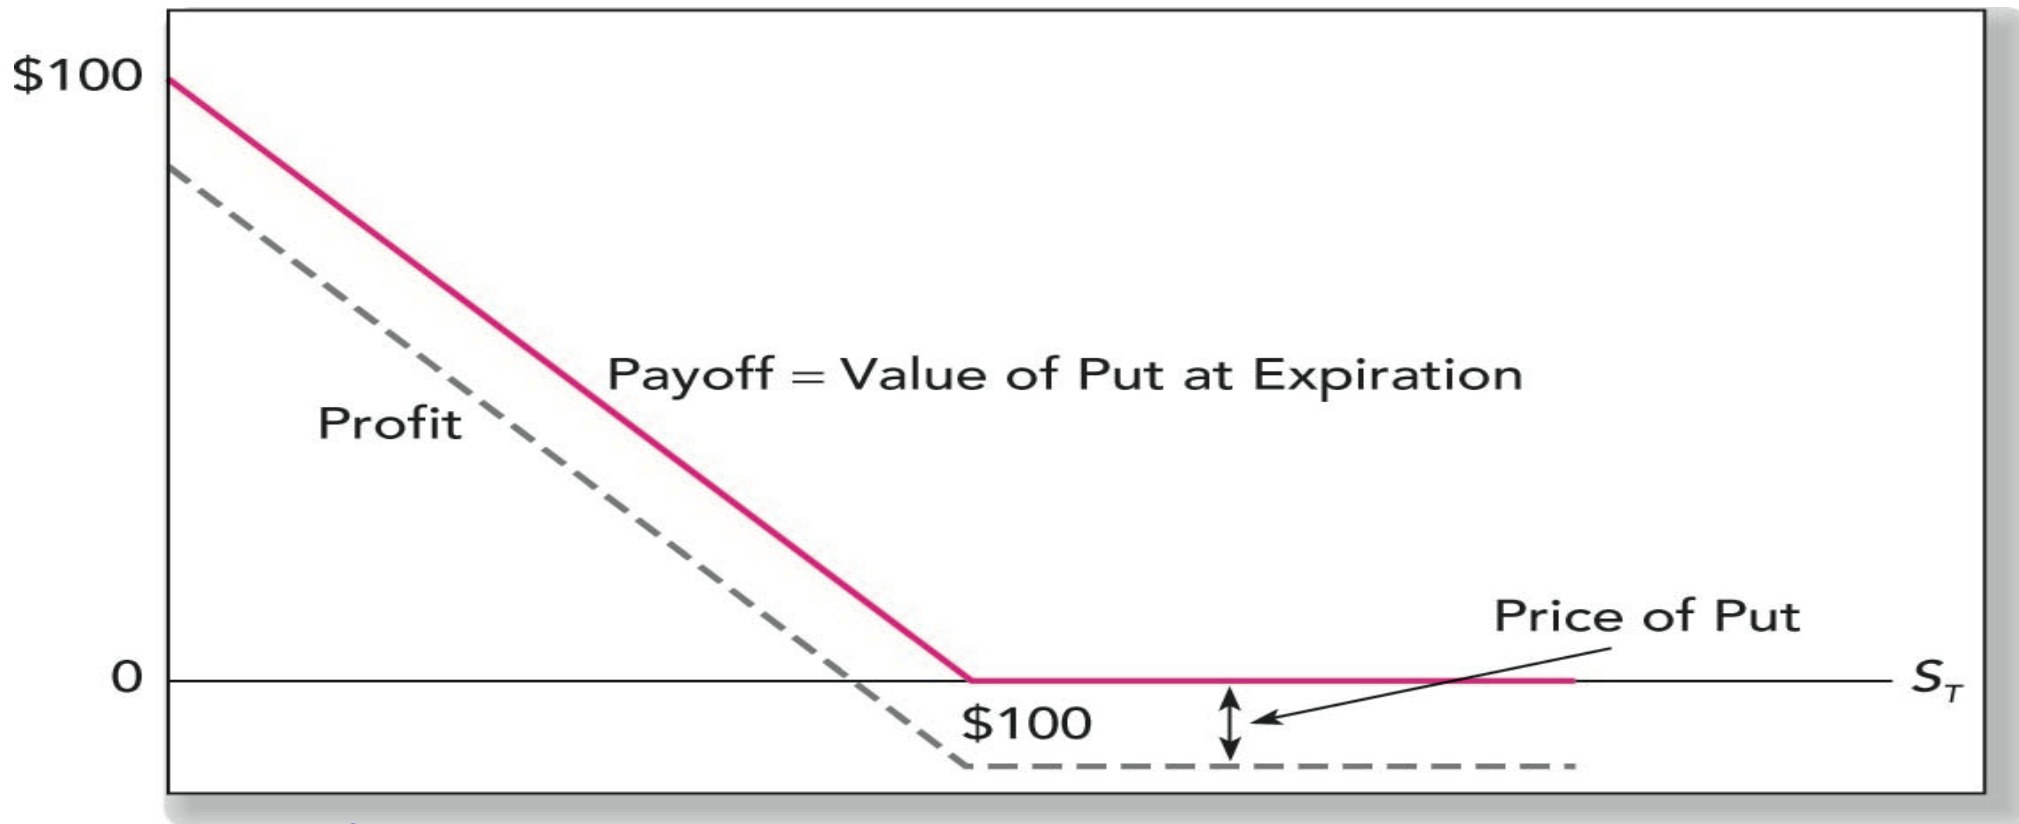 $100
Payoff = Value of Put at Expiration
Profit
Price of Put
0
S_T
$100